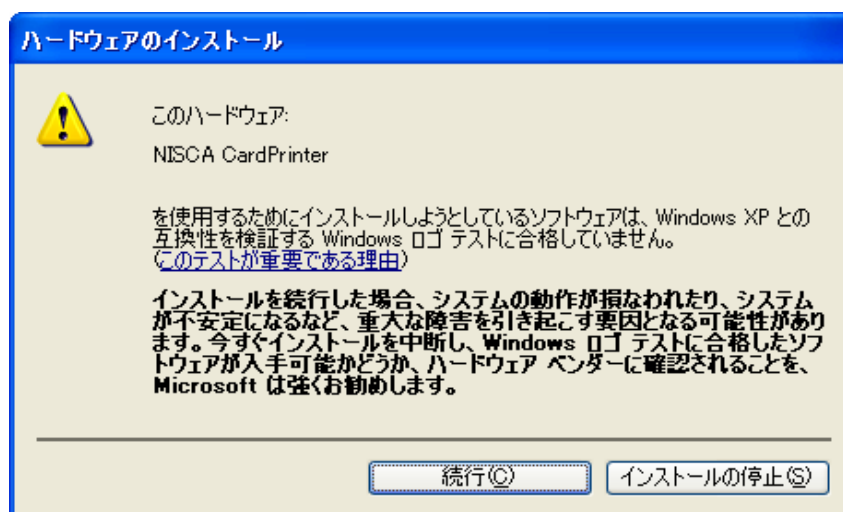 ハードウェアのインストール
このハードウェア:
NISCA CardPrinter
を使用するためにインストールしようとしているソフトウェアは、Windows XP との
互換性を検証する Windows ロゴ テストに合格していません。
(このテストが重要である理由)
インストールを続行した場合、システムの動作が損なわれたり、システム
が不安定になるなど、重大な障害を引き起こす要因となる可能性があり
ます。今すぐインストールを中断し、Windows ロゴ テストに合格したソフ
トウェアが入手可能かどうか、ハードウェア ベンダーに確認されることを、
Microsoft は強くお勧めします。
続行(C)
インストールの停止(S)